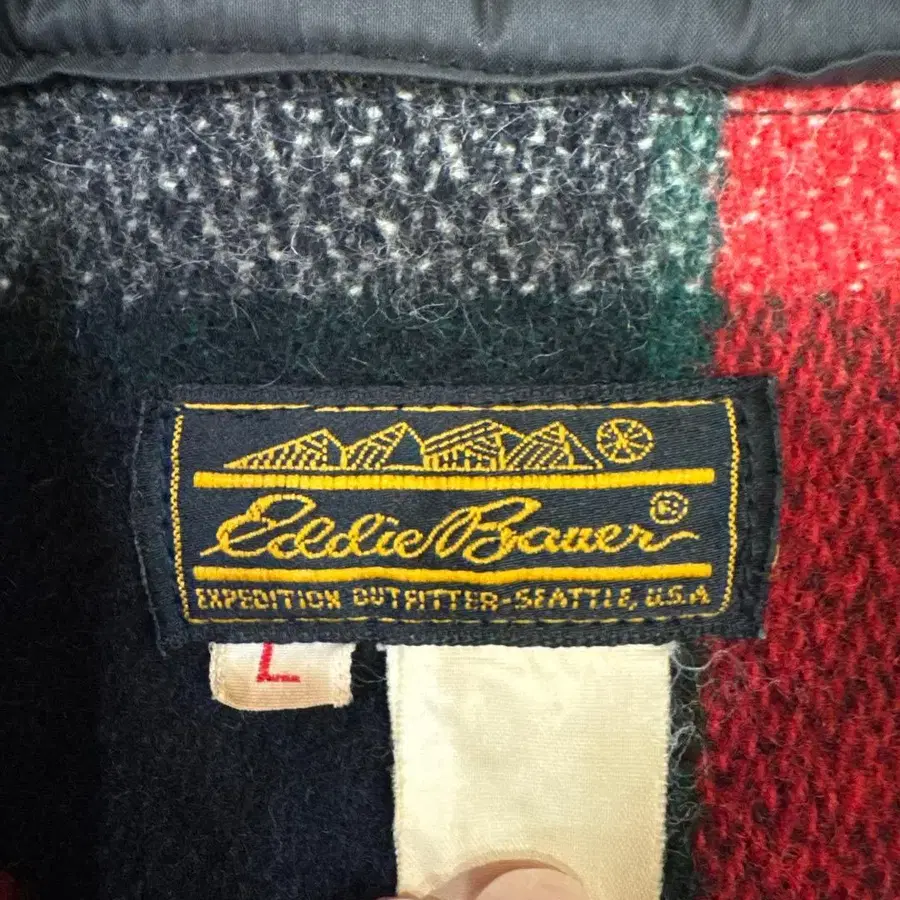 Eddie Bauer ®
EXPEDITION OUTFITTER-SEATTLE, U.S.A
L